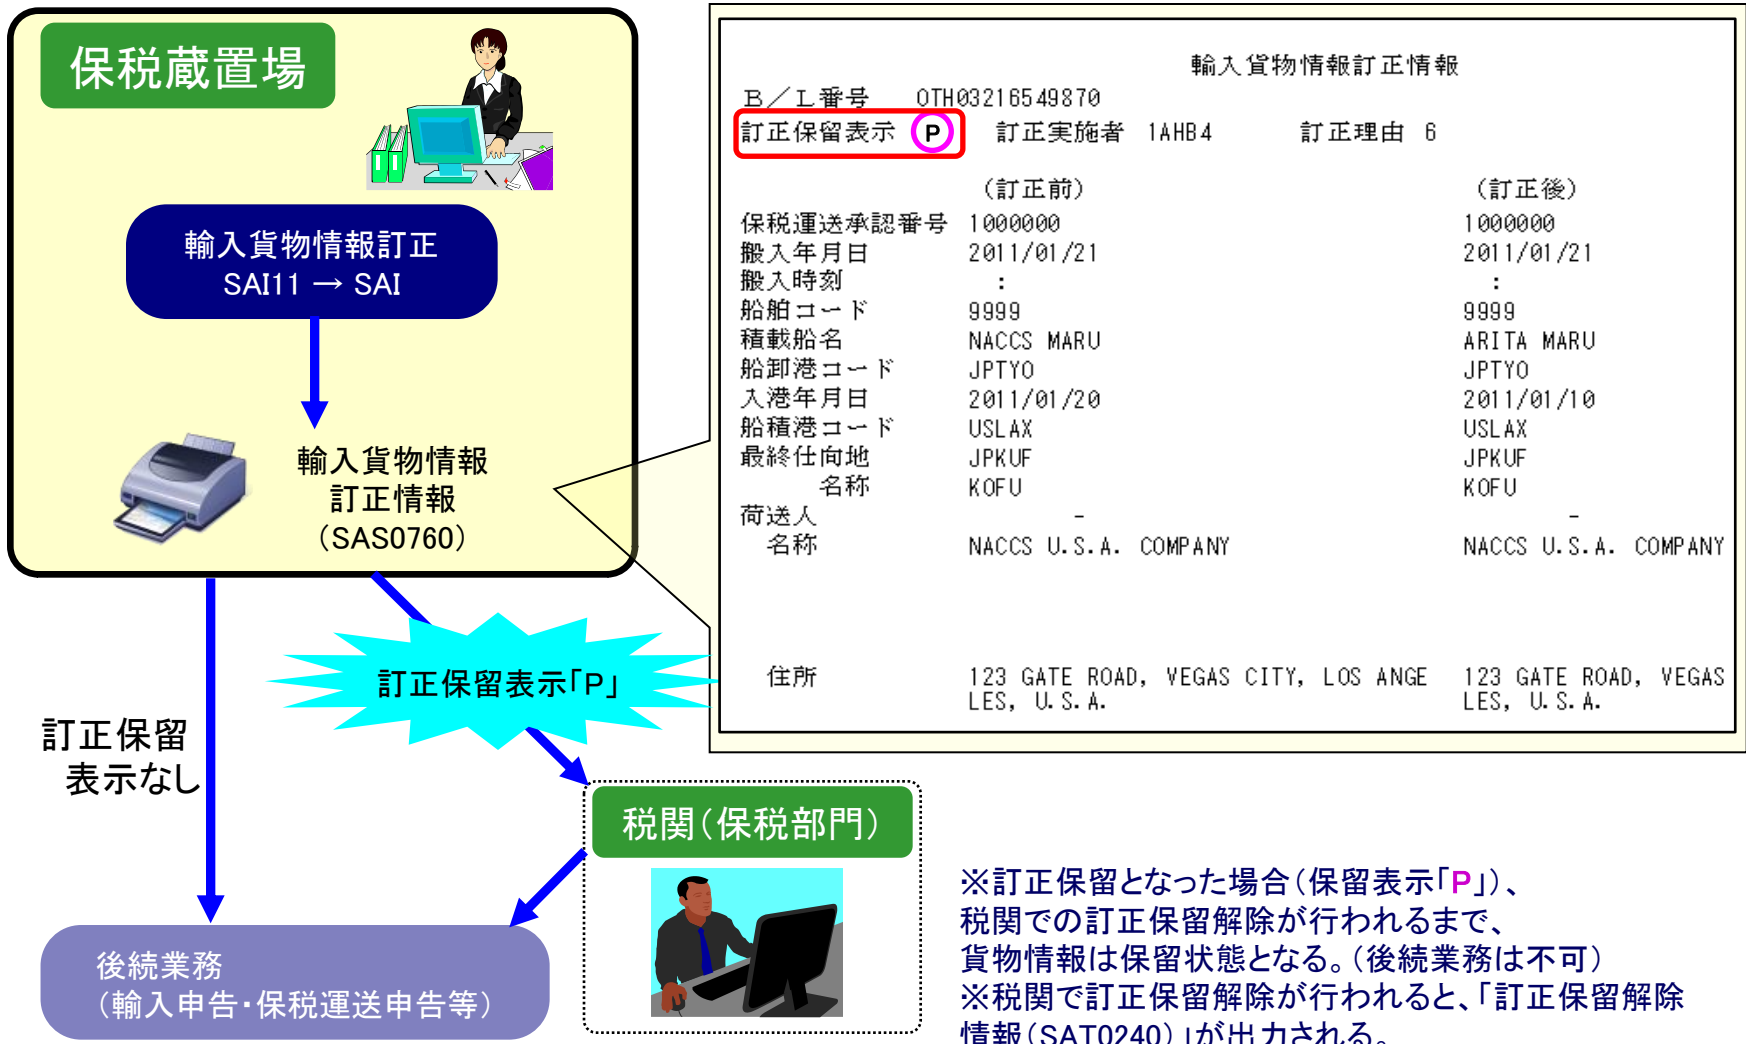 保税蔵置場
輸入貨物情報訂正
SAI11 → SAI
輸入貨物情報
訂正情報
（SAS0760）
輸入貨物情報訂正情報
B／L番号 OTH03216549870
訂正保留表示 P 訂正実施者 1AHB4 訂正理由 6
（訂正前） （訂正後）
保税運送承認番号 1000000 1000000
搬入年月日 2011/01/21 2011/01/21
搬入時刻 : :
船舶コード 9999 9999
積載船名 NACCS MARU ARITA MARU
船卸港コード JPTYO JPTYO
入港年月日 2011/01/20 2011/01/10
船積港コード USLAX USLAX
最終仕向地 JPKUF JPKUF
名称 KOFU KOFU
荷送人 - -
名称 NACCS U.S.A. COMPANY NACCS U.S.A. COMPANY
住所 123 GATE ROAD, VEGAS CITY, LOS ANGE 123 GATE ROAD, VEGAS
LES, U.S.A. LES, U.S.A.
訂正保留表示「P」
訂正保留
表示なし
税関（保税部門）
後続業務
（輸入申告・保税運送申告等）
※訂正保留となった場合（保留表示「P」）、
税関での訂正保留解除が行われるまで、
貨物情報は保留状態となる。（後続業務は不可）
※税関で訂正保留解除が行われると、「訂正保留解除
情報（SAT0240）」が出力される。